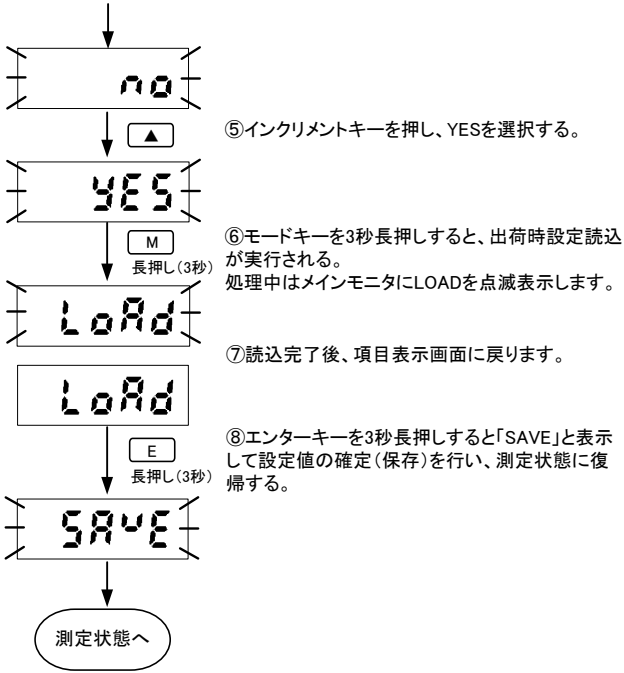 no
▲
⑤インクリメントキーを押し、YESを選択する。
YES
M
長押し(3秒)
⑥モードキーを3秒長押しすると、出荷時設定読込
が実行される。
処理中はメインモニタにLOADを点滅表示します。
LoAd
⑦読込完了後、項目表示画面に戻ります。
LoAd
E
長押し(3秒)
⑧エンターキーを3秒長押しすると「SAVE」と表示
して設定値の確定(保存)を行い、測定状態に復
帰する。
SAvE
測定状態へ